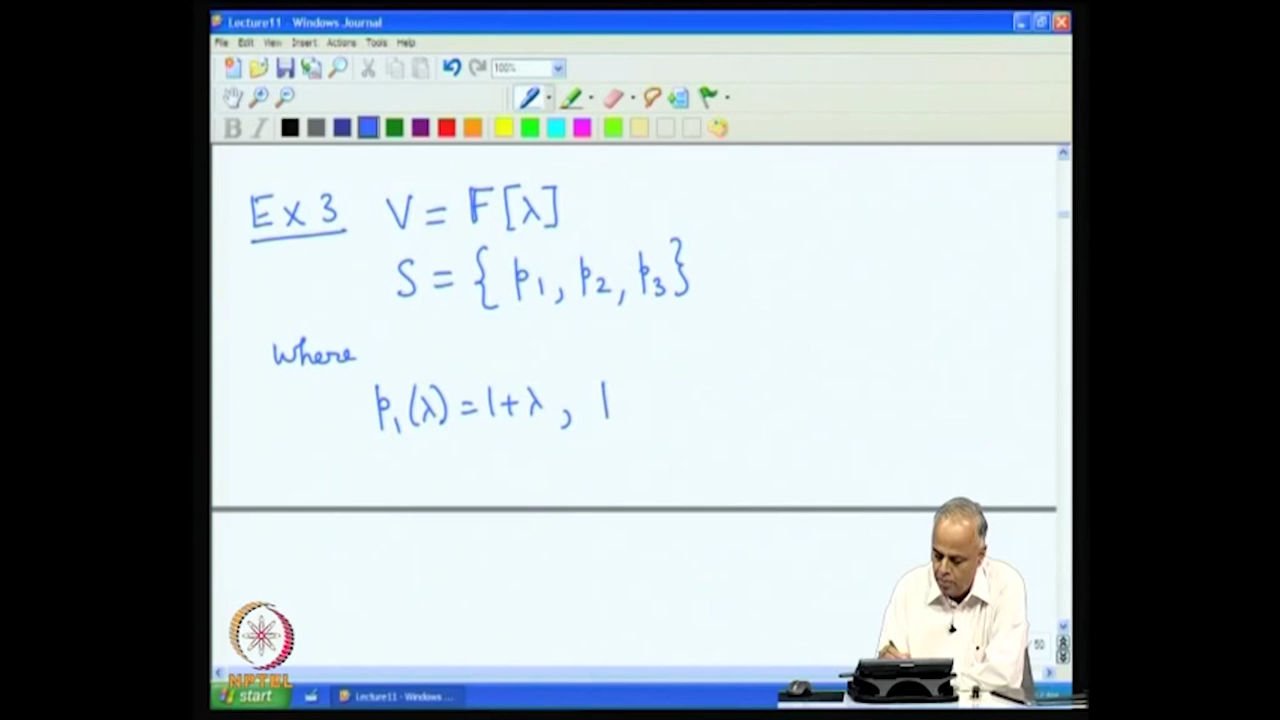 Lecture11 - Windows Journal
File Edit View Insert Actions Tools Help
100%
B I
Ex 3 V = F[λ]
S = { p₁, p₂, p₃}
where
p₁(λ) = 1+λ, 1
50
NPTEL
start Lecture11 - Windows ...